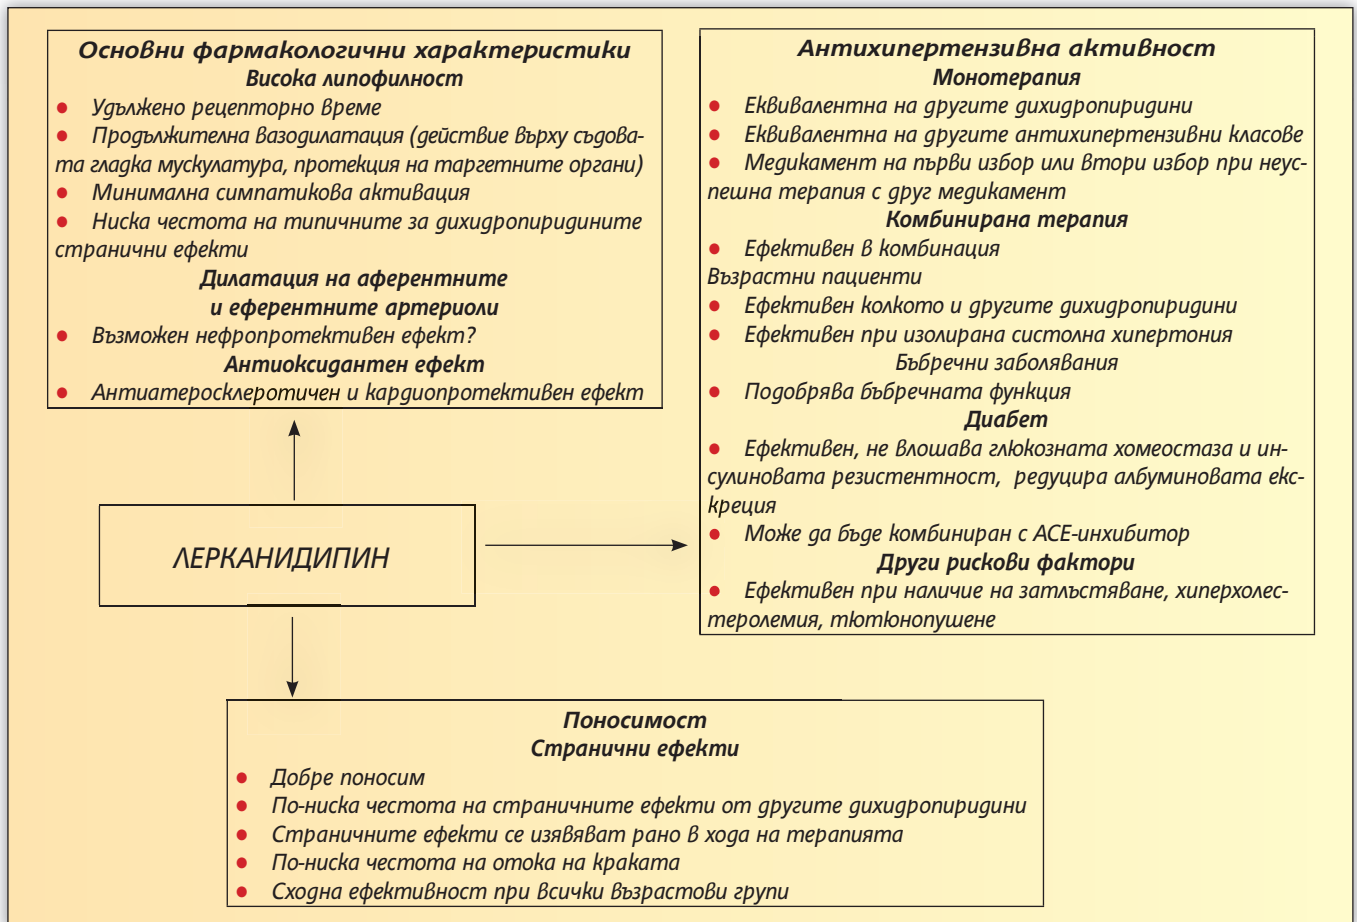 Основни фармакологични характеристики
Висока липофилност
• Удължено рецепторно време
• Продължителна вазодилатация (действие върху съдова-
та гладка мускулатура, протекция на таргетните органи)
• Минимална симпатикова активация
• Ниска честота на типичните за дихидропиридините
странични ефекти
Дилатация на аферентните
и еферентните артериоли
• Възможен нефропротективен ефект?
Антиоксидантен ефект
• Антиатеросклеротичен и кардиопротективен ефект
Антихипертензивна активност
Монотерапия
• Еквивалентна на другите дихидропиридини
• Еквивалентна на другите антихипертензивни класове
• Медикамент на първи избор или втори избор при неус-
пешна терапия с друг медикамент
Комбинирана терапия
• Ефективен в комбинация
Възрастни пациенти
• Ефективен колкото и другите дихидропиридини
• Ефективен при изолирана систолна хипертония
Бъбречни заболявания
• Подобрява бъбречната функция
Диабет
• Ефективен, не влошава глюкозната хомеостаза и ин-
сулиновата резистентност, редуцира албуминовата екс-
креция
• Може да бъде комбиниран с АСЕ-инхибитор
Други рискови фактори
• Ефективен при наличие на затлъстяване, хиперхолес-
теролемия, тютюнопушене
ЛЕРКАНИДИПИН
Поносимост
Странични ефекти
• Добре поносим
• По-ниска честота на страничните ефекти от другите дихидропиридини
• Страничните ефекти се изявяват рано в хода на терапията
• По-ниска честота на отока на краката
• Сходна ефективност при всички възрастови групи